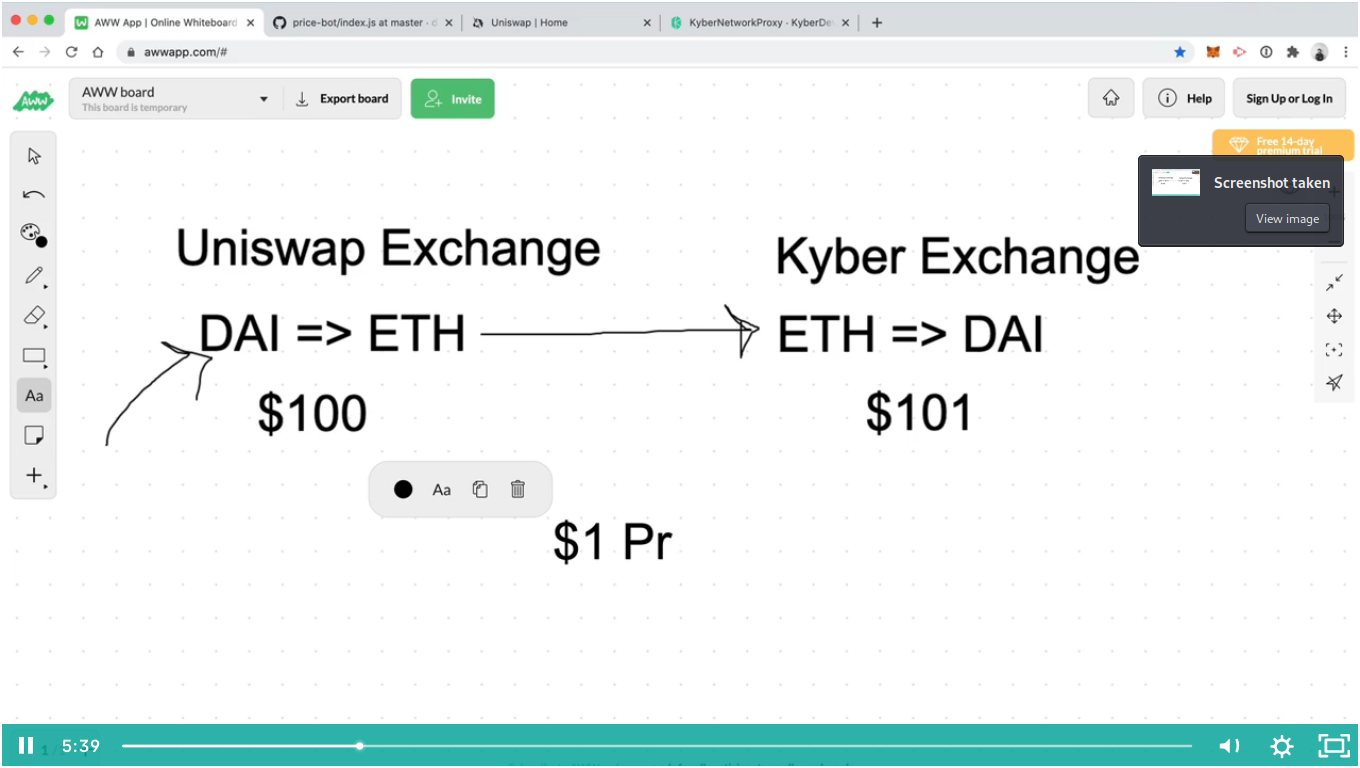 AWW App | Online Whiteboard
price-bot/index.js at master · d
Uniswap | Home
KyberNetworkProxy · KyberDe
awwapp.com/#
AWW
AWW board
This board is temporary
Export board
Invite
Help
Sign Up or Log In
Free 14-day
premium trial
Screenshot taken
View image
Uniswap Exchange
Kyber Exchange
DAI => ETH
ETH => DAI
$100
$101
Aa
Aa
$1 Pr
5:39
1